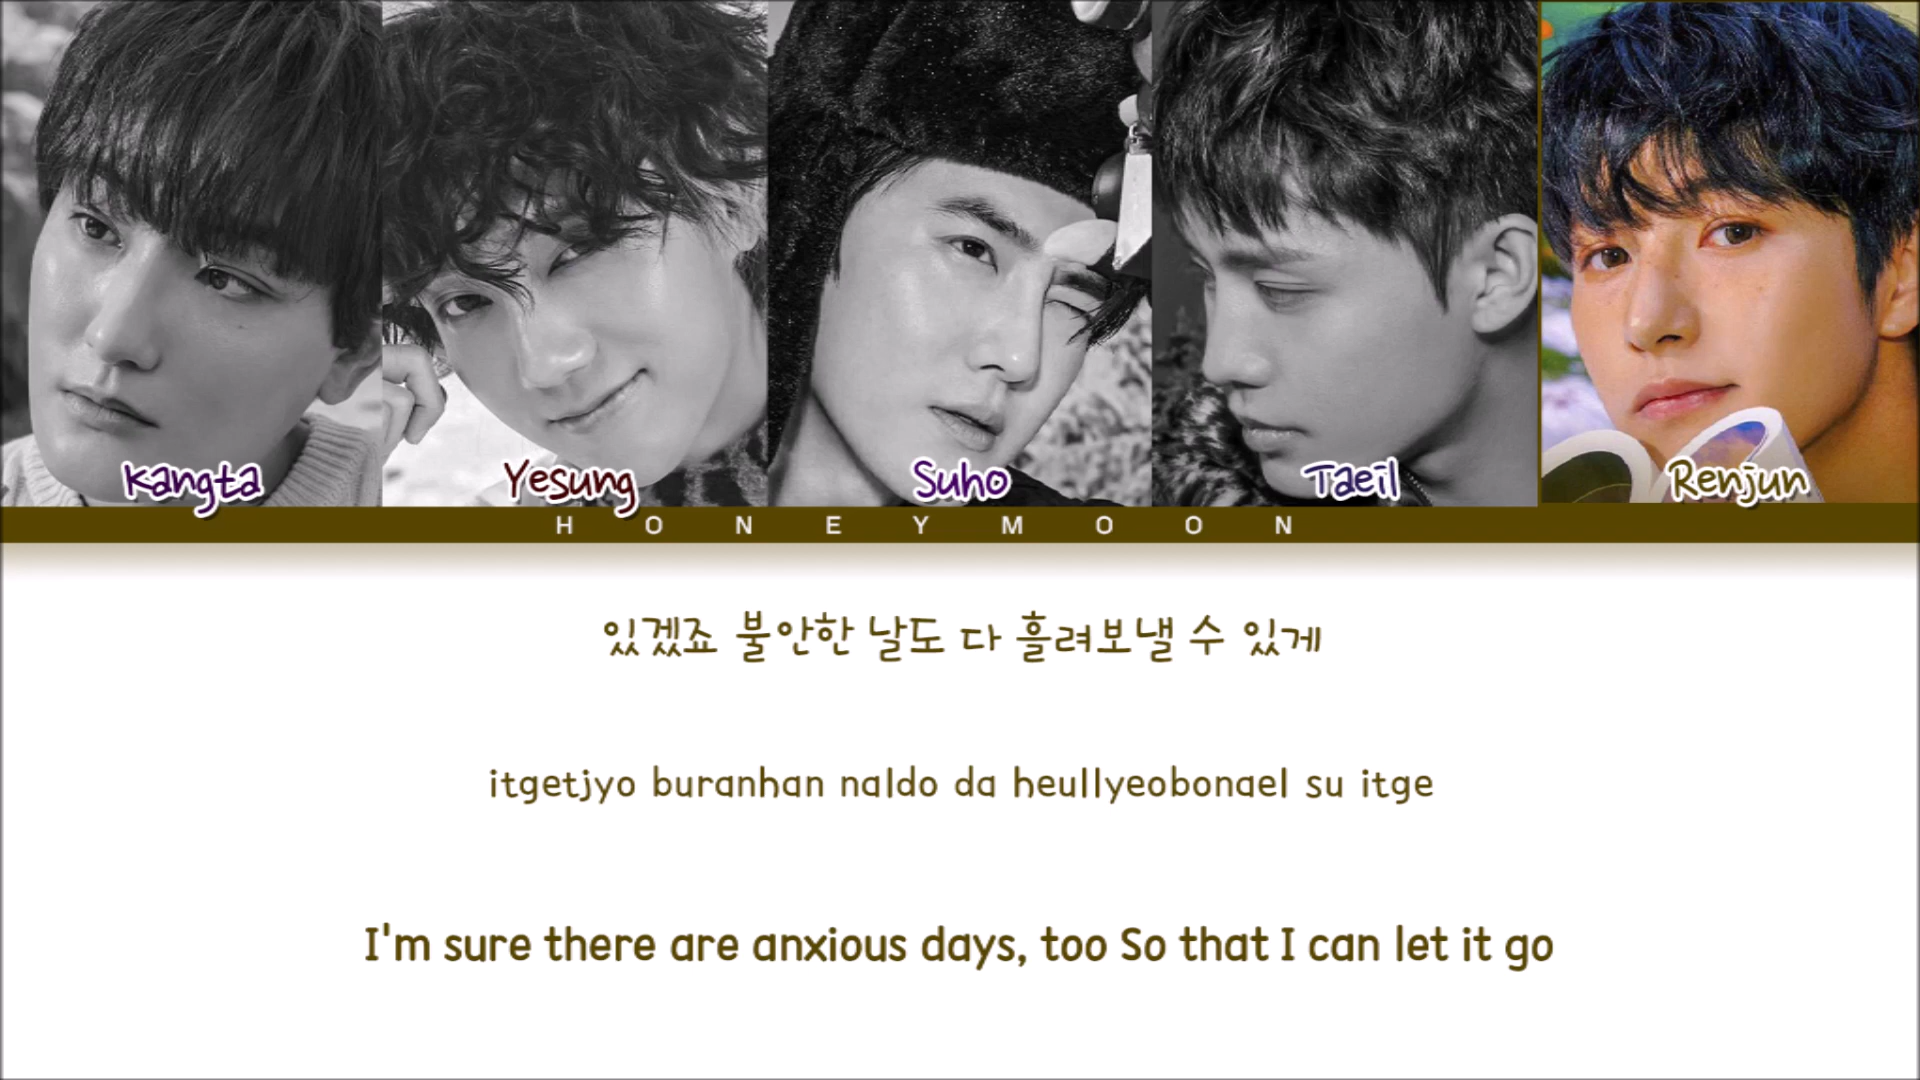 Kangta
Yesung
Suho
Taeil
Renjun
HONEYMOON
있겠죠 불안한 날도 다 흘려보낼 수 있게
itgetjyo buranhan naldo da heullyeobonael su itge
I'm sure there are anxious days, too So that I can let it go